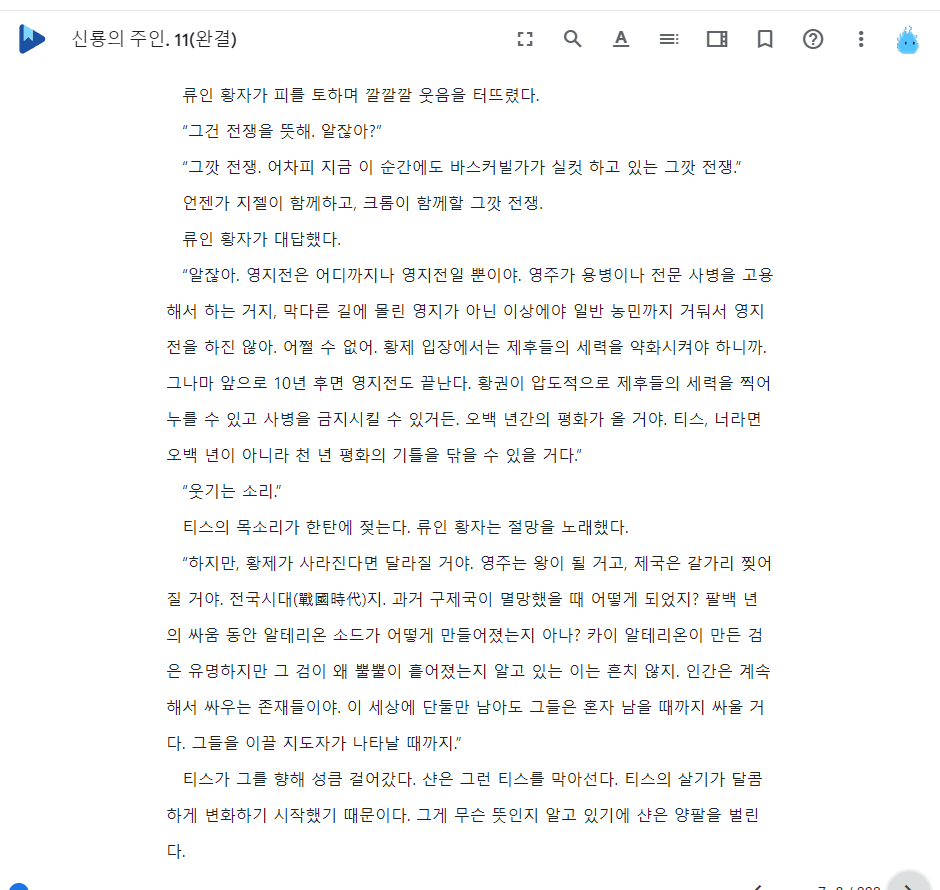 신룡의 주인. 11(완결)
류인 황자가 피를 토하며 깔깔깔 웃음을 터뜨렸다.
“그건 전쟁을 뜻해. 알잖아?”
“그깟 전쟁. 어차피 지금 이 순간에도 바스커빌가가 실컷 하고 있는 그깟 전쟁.”
언젠가 지젤이 함께하고, 크롬이 함께할 그깟 전쟁.
류인 황자가 대답했다.
“알잖아. 영지전은 어디까지나 영지전일 뿐이야. 영주가 용병이나 전문 사병을 고용
해서 하는 거지, 막다른 길에 몰린 영지가 아닌 이상에야 일반 농민까지 거둬서 영지
전을 하진 않아. 어쩔 수 없어. 황제 입장에서는 제후들의 세력을 약화시켜야 하니까.
그나마 앞으로 10년 후면 영지전도 끝난다. 황권이 압도적으로 제후들의 세력을 찍어
누를 수 있고 사병을 금지시킬 수 있거든. 오백 년간의 평화가 올 거야. 티스, 너라면
오백 년이 아니라 천 년 평화의 기틀을 닦을 수 있을 거다.”
“웃기는 소리.”
티스의 목소리가 한탄에 젖는다. 류인 황자는 절망을 노래했다.
“하지만, 황제가 사라진다면 달라질 거야. 영주는 왕이 될 거고, 제국은 갈가리 찢어
질 거야. 전국시대(戰國時代)지. 과거 구제국이 멸망했을 때 어떻게 되었지? 팔백 년
의 싸움 동안 알테리온 소드가 어떻게 만들어졌는지 아나? 카이 알테리온이 만든 검
은 유명하지만 그 검이 왜 뿔뿔이 흩어졌는지 알고 있는 이는 흔치 않지. 인간은 계속
해서 싸우는 존재들이야. 이 세상에 단둘만 남아도 그들은 혼자 남을 때까지 싸울 거
다. 그들을 이끌 지도자가 나타날 때까지.”
티스가 그를 향해 성큼 걸어갔다. 샨은 그런 티스를 막아선다. 티스의 살기가 달콤
하게 변화하기 시작했기 때문이다. 그게 무슨 뜻인지 알고 있기에 샨은 양팔을 벌린
다.